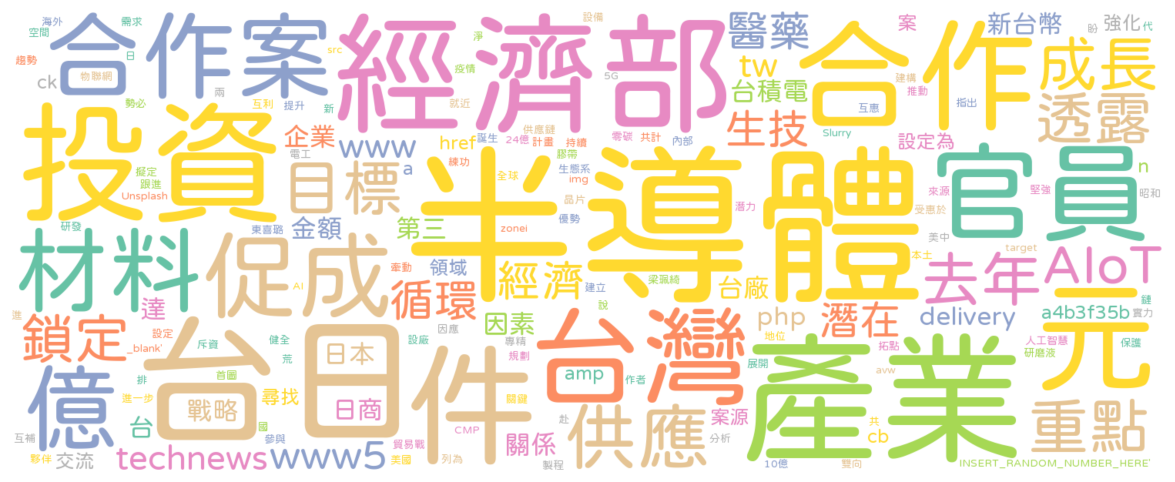 海外 需求 設備 案 新台幣 強化 代
空間 合作案 經濟部 醫藥 合作 盼
趨勢 日 src tw 成長
ck 物聯網 疫情 淨 5G 台積電 建構 推動 透露
勢必 兩 互利 提升 新 就近 互惠 指出
投資 企業 誕生 24億 供應鏈 計畫 零碳 共計 內部 生技 Slurry 設定為
電工 www href 練功 膠帶 持續
擬定 目標 a 半導體 生態系 官員 n
跟進 全球 img 來源 堅強
Unsplash 晶片 潛力 受惠於 昭和
研發 東喜璐 金額 第三 優勢 zonei 美中
材料 促成 牽動 領域 經濟 建立 梁珮綺 台廠 本土 target
AI 說 去年 AIoT
達 循環 因素 php 潛在 delivery a4b3f35b 鏈
進 設定 因應 實力
鎖定 _blank' 斥資 健全 設廠 專精 台灣 地位 拓點 人工智慧 保護
荒 台日件 規劃 研磨液 元
億 首圖 日本 amp 作者 展開 產業
排 尋找 關鍵 avw
進一步 戰略 日商 供應 案源 重點
台 國 CMP 赴 共
互補 參與 貿易戰 關係 分析 cb
夥伴 交流 technews www5 美國 列為 製程 10億 雙向 INSERT_RANDOM_NUMBER_HERE'